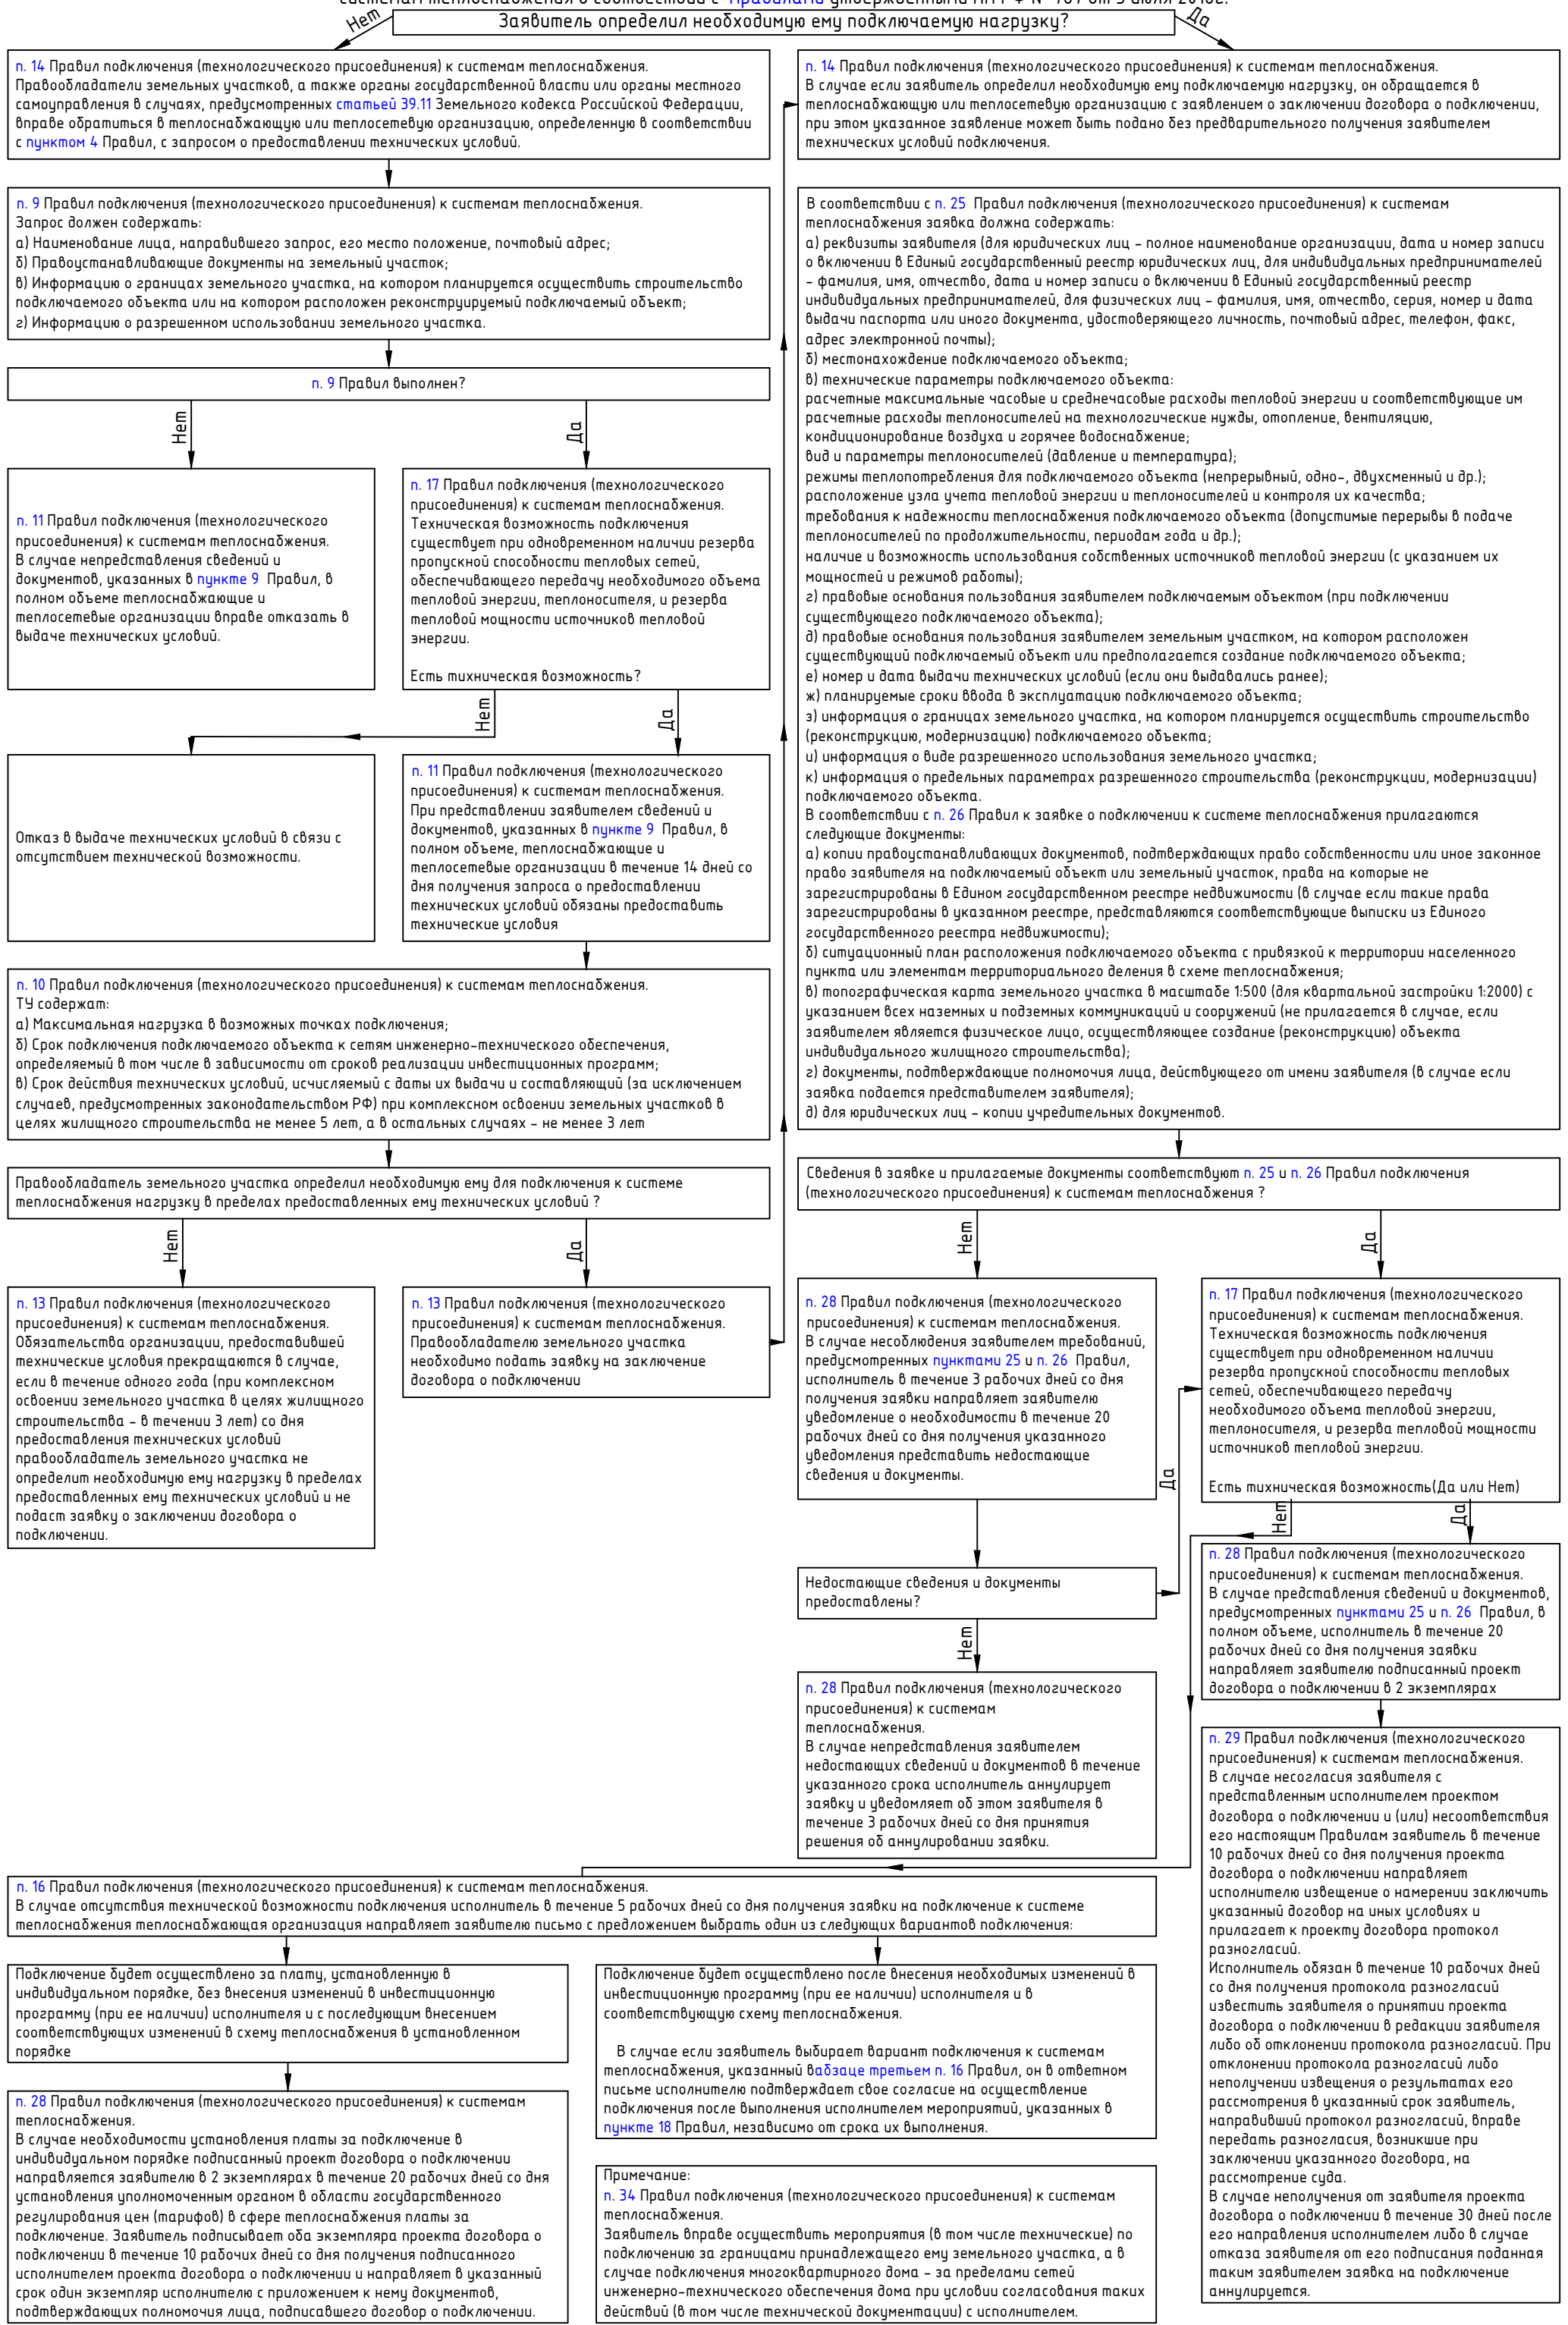 Заявитель определил необходимую ему подключаемую нагрузку?
Нет
Да
п. 14 Правил подключения (технологического присоединения) к системам теплоснабжения.
Правообладатели земельных участков, а также органы государственной власти или органы местного
самоуправления в случаях, предусмотренных статьей 39.11 Земельного кодекса Российской Федерации,
вправе обратиться в теплоснабжающую или теплосетевую организацию, определенную в соответствии
с пунктом 4 Правил, с запросом о предоставлении технических условий.
п. 9 Правил подключения (технологического присоединения) к системам теплоснабжения.
Запрос должен содержать:
а) Наименование лица, направившего запрос, его место положение, почтовый адрес;
б) Правоустанавливающие документы на земельный участок;
в) Информацию о границах земельного участка, на котором планируется осуществить строительство
подключаемого объекта или на котором расположен реконструируемый подключаемый объект;
г) Информацию о разрешенном использовании земельного участка.
п. 9 Правил выполнен?
Нет
Да
п. 11 Правил подключения (технологического
присоединения) к системам теплоснабжения.
В случае непредставления сведений и
документов, указанных в пункте 9 Правил, в
полном объеме теплоснабжающие и
теплосетевые организации вправе отказать в
выдаче технических условий.
п. 17 Правил подключения (технологического
присоединения) к системам теплоснабжения.
Техническая возможность подключения
существует при одновременном наличии резерва
пропускной способности тепловых сетей,
обеспечивающего передачу необходимого объема
тепловой энергии, теплоносителя, и резерва
тепловой мощности источников тепловой
энергии.
Есть тихническая возможность?
Нет
Да
Отказ в выдаче технических условий в связи с
отсутствием технической возможности.
п. 11 Правил подключения (технологического
присоединения) к системам теплоснабжения.
При представлении заявителем сведений и
документов, указанных в пункте 9 Правил, в
полном объеме, теплоснабжающие и
теплосетевые организации в течение 14 дней со
дня получения запроса о предоставлении
технических условий обязаны предоставить
технические условия
п. 10 Правил подключения (технологического присоединения) к системам теплоснабжения.
ТУ содержат:
а) Максимальная нагрузка в возможных точках подключения;
б) Срок подключения подключаемого объекта к сетям инженерно-технического обеспечения,
определяемый в том числе в зависимости от сроков реализации инвестиционных программ;
в) Срок действия технических условий, исчисляемый с даты их выдачи и составляющий (за исключением
случаев, предусмотренных законодательством РФ) при комплексном освоении земельных участков в
целях жилищного строительства не менее 5 лет, а в остальных случаях - не менее 3 лет
Правообладатель земельного участка определил необходимую ему для подключения к системе
теплоснабжения нагрузку в пределах предоставленных ему технических условий ?
Нет
Да
п. 13 Правил подключения (технологического
присоединения) к системам теплоснабжения.
Обязательства организации, предоставившей
технические условия прекращаются в случае,
если в течение одного года (при комплексном
освоении земельного участка в целях жилищного
строительства - в течении 3 лет) со дня
предоставления технических условий
правообладатель земельного участка не
определит необходимую ему нагрузку в пределах
предоставленных ему технических условий и не
подаст заявку о заключении договора о
подключении.
п. 13 Правил подключения (технологического
присоединения) к системам теплоснабжения.
Правообладателю земельного участка
необходимо подать заявку на заключение
договора о подключении
п. 14 Правил подключения (технологического присоединения) к системам теплоснабжения.
В случае если заявитель определил необходимую ему подключаемую нагрузку, он обращается в
теплоснабжающую или теплосетевую организацию с заявлением о заключении договора о подключении,
при этом указанное заявление может быть подано без предварительного получения заявителем
технических условий подключения.
В соответствии с п. 25 Правил подключения (технологического присоединения) к системам
теплоснабжения заявка должна содержать:
а) реквизиты заявителя (для юридических лиц - полное наименование организации, дата и номер записи
о включении в Единый государственный реестр юридических лиц, для индивидуальных предпринимателей
- фамилия, имя, отчество, дата и номер записи о включении в Единый государственный реестр
индивидуальных предпринимателей, для физических лиц - фамилия, имя, отчество, серия, номер и дата
выдачи паспорта или иного документа, удостоверяющего личность, почтовый адрес, телефон, факс,
адрес электронной почты);
б) местонахождение подключаемого объекта;
в) технические параметры подключаемого объекта:
расчетные максимальные часовые и среднечасовые расходы тепловой энергии и соответствующие им
расчетные расходы теплоносителей на технологические нужды, отопление, вентиляцию,
кондиционирование воздуха и горячее водоснабжение;
вид и параметры теплоносителей (давление и температура);
режимы теплопотребления для подключаемого объекта (непрерывный, одно-, двухсменный и др.);
расположение узла учета тепловой энергии и теплоносителей и контроля их качества;
требования к надежности теплоснабжения подключаемого объекта (допустимые перерывы в подаче
теплоносителей по продолжительности, периодам года и др.);
наличие и возможность использования собственных источников тепловой энергии (с указанием их
мощностей и режимов работы);
г) правовые основания пользования заявителем подключаемым объектом (при подключении
существующего подключаемого объекта);
д) правовые основания пользования заявителем земельным участком, на котором расположен
существующий подключаемый объект или предполагается создание подключаемого объекта;
е) номер и дата выдачи технических условий (если они выдавались ранее);
ж) планируемые сроки ввода в эксплуатацию подключаемого объекта;
з) информация о границах земельного участка, на котором планируется осуществить строительство
(реконструкцию, модернизацию) подключаемого объекта;
и) информация о виде разрешенного использования земельного участка;
к) информация о предельных параметрах разрешенного строительства (реконструкции, модернизации)
подключаемого объекта.
В соответствии с п. 26 Правил к заявке о подключении к системе теплоснабжения прилагаются
следующие документы:
а) копии правоустанавливающих документов, подтверждающих право собственности или иное законное
право заявителя на подключаемый объект или земельный участок, права на которые не
зарегистрированы в Едином государственном реестре недвижимости (в случае если такие права
зарегистрированы в указанном реестре, представляются соответствующие выписки из Единого
государственного реестра недвижимости);
б) ситуационный план расположения подключаемого объекта с привязкой к территории населенного
пункта или элементам территориального деления в схеме теплоснабжения;
в) топографическая карта земельного участка в масштабе 1:500 (для квартальной застройки 1:2000) с
указанием всех наземных и подземных коммуникаций и сооружений (не прилагается в случае, если
заявителем является физическое лицо, осуществляющее создание (реконструкцию) объекта
индивидуального жилищного строительства);
г) документы, подтверждающие полномочия лица, действующего от имени заявителя (в случае если
заявка подается представителем заявителя);
д) для юридических лиц - копии учредительных документов.
Сведения в заявке и прилагаемые документы соответствуют п. 25 и п. 26 Правил подключения
(технологического присоединения) к системам теплоснабжения ?
Нет
Да
п. 28 Правил подключения (технологического
присоединения) к системам теплоснабжения.
В случае несоблюдения заявителем требований,
предусмотренных пунктами 25 и п. 26 Правил,
исполнитель в течение 3 рабочих дней со дня
получения заявки направляет заявителю
уведомление о необходимости в течение 20
рабочих дней со дня получения указанного
уведомления представить недостающие
сведения и документы.
Да
п. 17 Правил подключения (технологического
присоединения) к системам теплоснабжения.
Техническая возможность подключения
существует при одновременном наличии
резерва пропускной способности тепловых
сетей, обеспечивающего передачу
необходимого объема тепловой энергии,
теплоносителя, и резерва тепловой мощности
источников тепловой энергии.
Есть тихническая возможность(Да или Нет)
Нет
Да
Недостающие сведения и документы
предоставлены?
Нет
п. 28 Правил подключения (технологического
присоединения) к системам
теплоснабжения.
В случае непредставления заявителем
недостающих сведений и документов в течение
указанного срока исполнитель аннулирует
заявку и уведомляет об этом заявителя в
течение 3 рабочих дней со дня принятия
решения об аннулировании заявки.
п. 28 Правил подключения (технологического
присоединения) к системам теплоснабжения.
В случае представления сведений и документов,
предусмотренных пунктами 25 и п. 26 Правил, в
полном объеме, исполнитель в течение 20
рабочих дней со дня получения заявки
направляет заявителю подписанный проект
договора о подключении в 2 экземплярах
п. 29 Правил подключения (технологического
присоединения) к системам теплоснабжения.
В случае несогласия заявителя с
представленным исполнителем проектом
договора о подключении и (или) несоответствия
его настоящим Правилам заявитель в течение
10 рабочих дней со дня получения проекта
договора о подключении направляет
исполнителю извещение о намерении заключить
указанный договор на иных условиях и
прилагает к проекту договора протокол
разногласий.
Исполнитель обязан в течение 10 рабочих дней
со дня получения протокола разногласий
известить заявителя о принятии проекта
договора о подключении в редакции заявителя
либо об отклонении протокола разногласий. При
отклонении протокола разногласий либо
неполучении извещения о результатах его
рассмотрения в указанный срок заявитель,
направивший протокол разногласий, вправе
передать разногласия, возникшие при
заключении указанного договора, на
рассмотрение суда.
В случае неполучения от заявителя проекта
договора о подключении в течение 30 дней после
его направления исполнителем либо в случае
отказа заявителя от его подписания поданная
таким заявителем заявка на подключение
аннулируется.
п. 16 Правил подключения (технологического присоединения) к системам теплоснабжения.
В случае отсутствия технической возможности подключения исполнитель в течение 5 рабочих дней со дня получения заявки на подключение к системе
теплоснабжения теплоснабжающая организация направляет заявителю письмо с предложением выбрать один из следующих вариантов подключения:
Подключение будет осуществлено за плату, установленную в
индивидуальном порядке, без внесения изменений в инвестиционную
программу (при ее наличии) исполнителя и с последующим внесением
соответствующих изменений в схему теплоснабжения в установленном
порядке
п. 28 Правил подключения (технологического присоединения) к системам
теплоснабжения.
В случае необходимости установления платы за подключение в
индивидуальном порядке подписанный проект договора о подключении
направляется заявителю в 2 экземплярах в течение 20 рабочих дней со дня
установления уполномоченным органом в области государственного
регулирования цен (тарифов) в сфере теплоснабжения платы за
подключение. Заявитель подписывает оба экземпляра проекта договора о
подключении в течение 10 рабочих дней со дня получения подписанного
исполнителем проекта договора о подключении и направляет в указанный
срок один экземпляр исполнителю с приложением к нему документов,
подтверждающих полномочия лица, подписавшего договор о подключении.
Подключение будет осуществлено после внесения необходимых изменений в
инвестиционную программу (при ее наличии) исполнителя и в
соответствующую схему теплоснабжения.
В случае если заявитель выбирает вариант подключения к системам
теплоснабжения, указанный вабзаце третьем п. 16 Правил, он в ответном
письме исполнителю подтверждает свое согласие на осуществление
подключения после выполнения исполнителем мероприятий, указанных в
пункте 18 Правил, независимо от срока их выполнения.
Примечание:
п. 34 Правил подключения (технологического присоединения) к системам
теплоснабжения.
Заявитель вправе осуществить мероприятия (в том числе технические) по
подключению за границами принадлежащего ему земельного участка, а в
случае подключения многоквартирного дома - за пределами сетей
инженерно-технического обеспечения дома при условии согласования таких
действий (в том числе технической документации) с исполнителем.